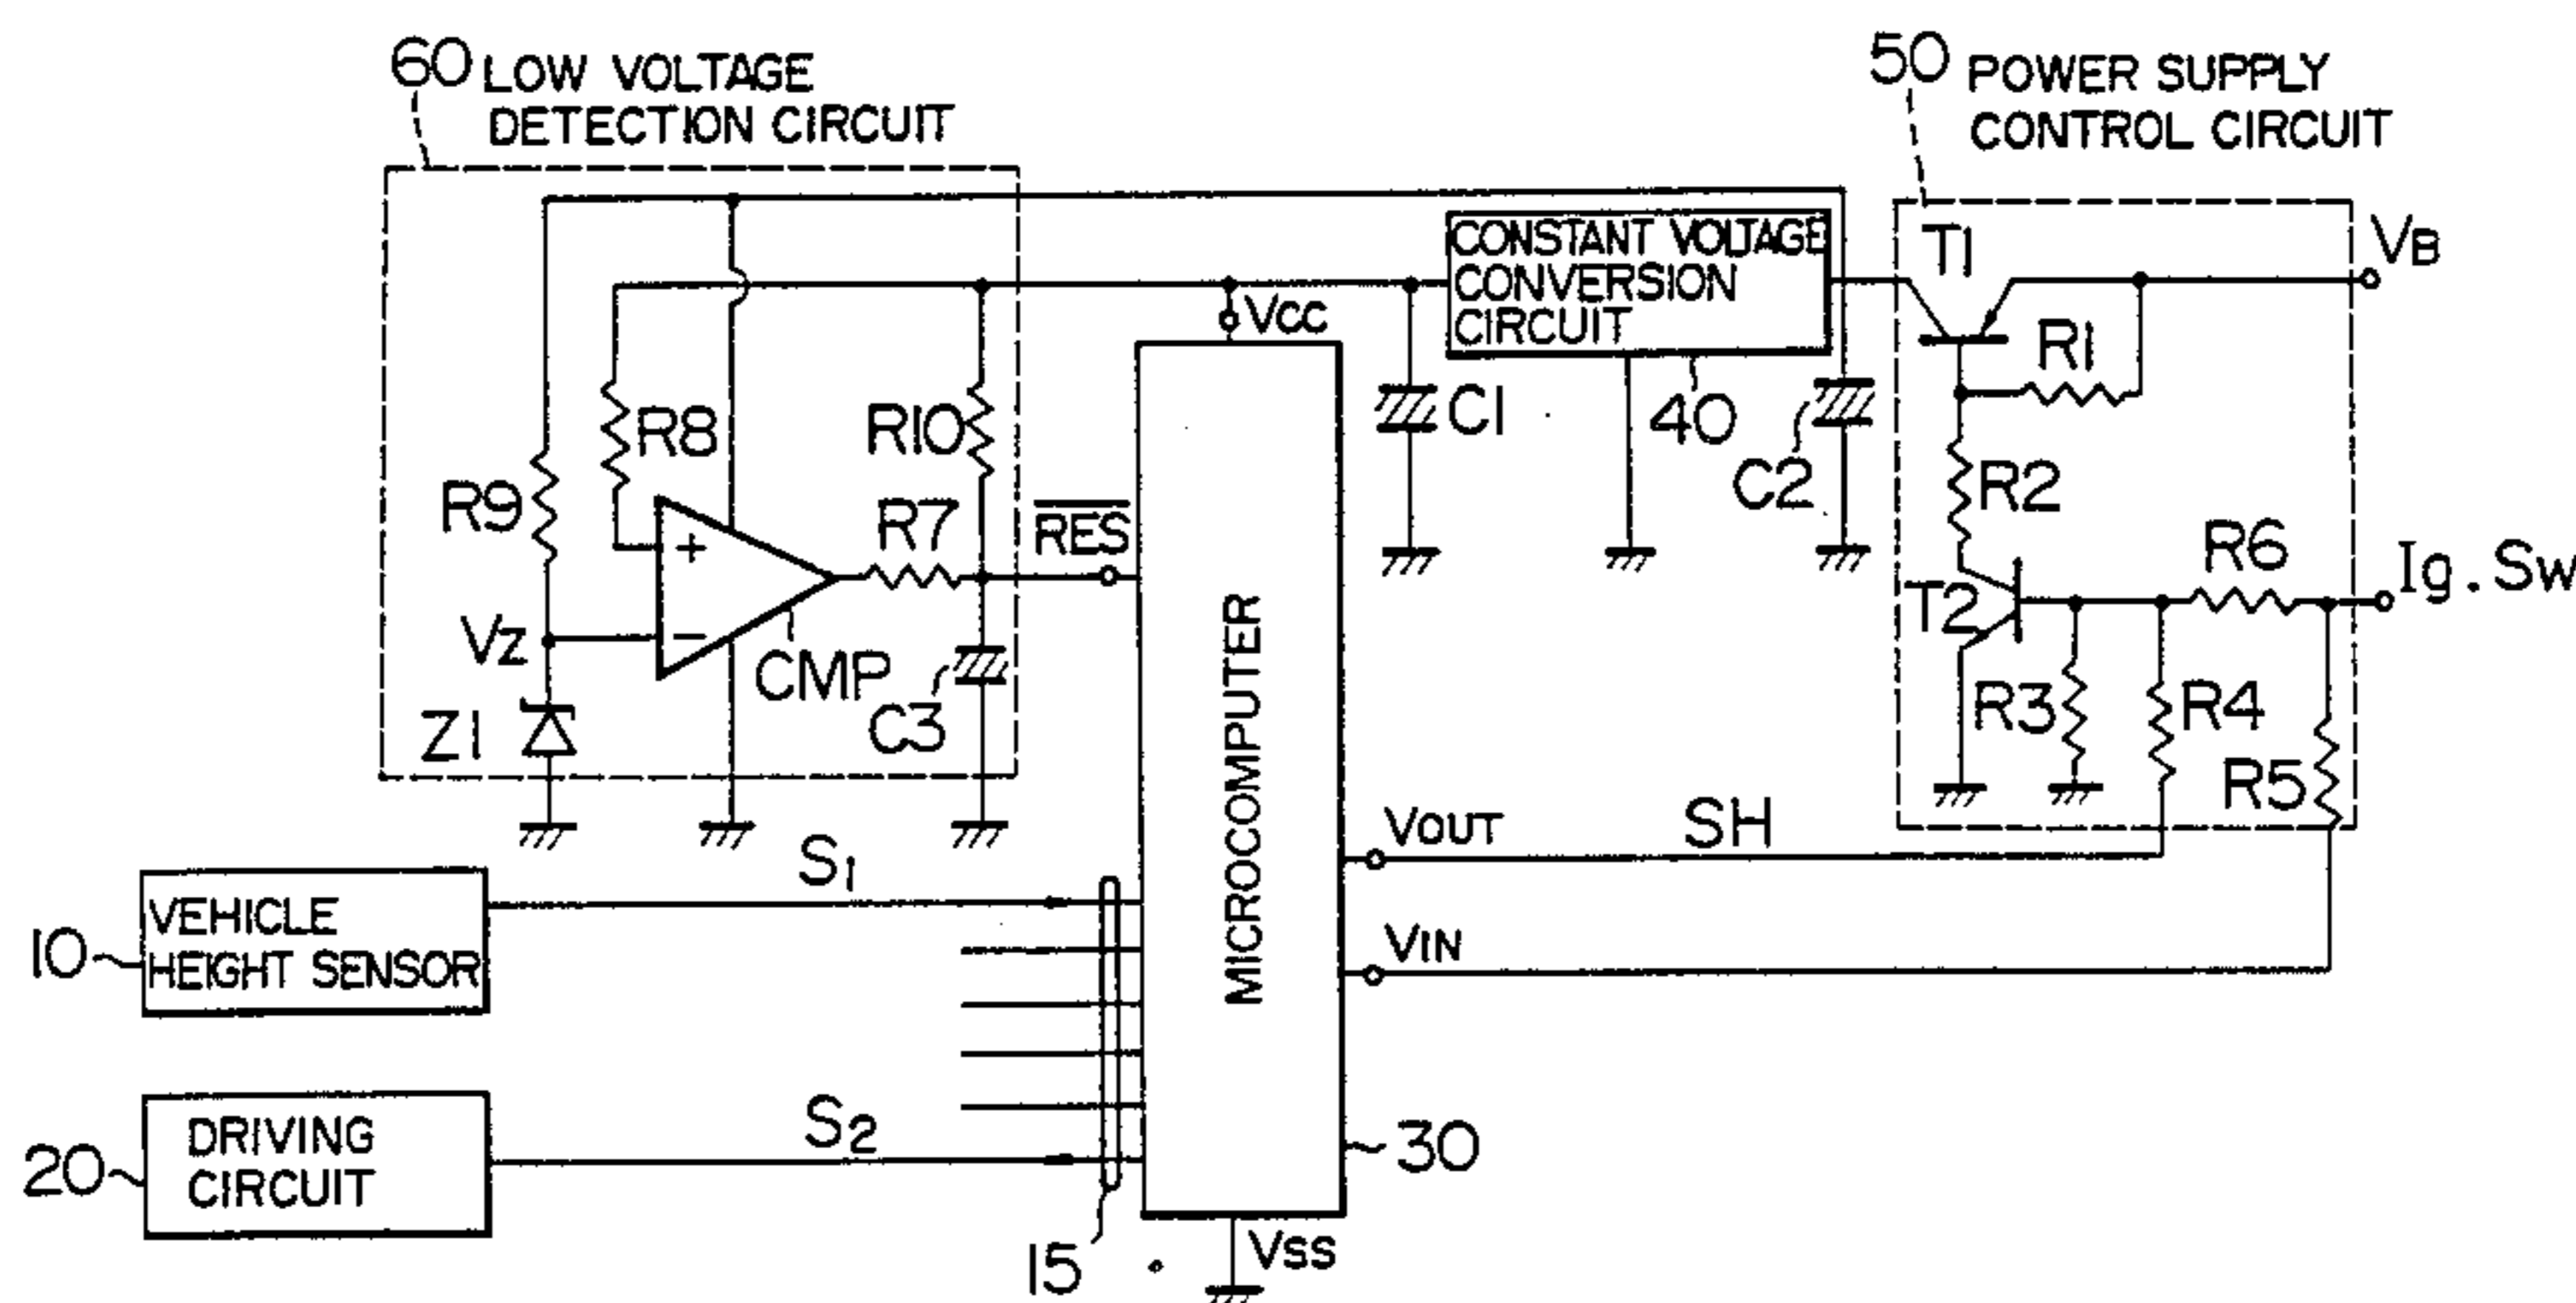 60 LOW VOLTAGE
DETECTION CIRCUIT
50 POWER SUPPLY
CONTROL CIRCUIT
CONSTANT VOLTAGE
CONVERSION
CIRCUIT
T1
VB
VCC
R1
R8
R10
C1
40
C2
R9
R7
RES
R2
R6
Ig. Sw
T2
VZ
CMP
Z1
C3
R3
R4
R5
MICROCOMPUTER
VOUT
SH
S1
VIN
10
VEHICLE
HEIGHT SENSOR
S2
20
DRIVING
CIRCUIT
30
15
VSS